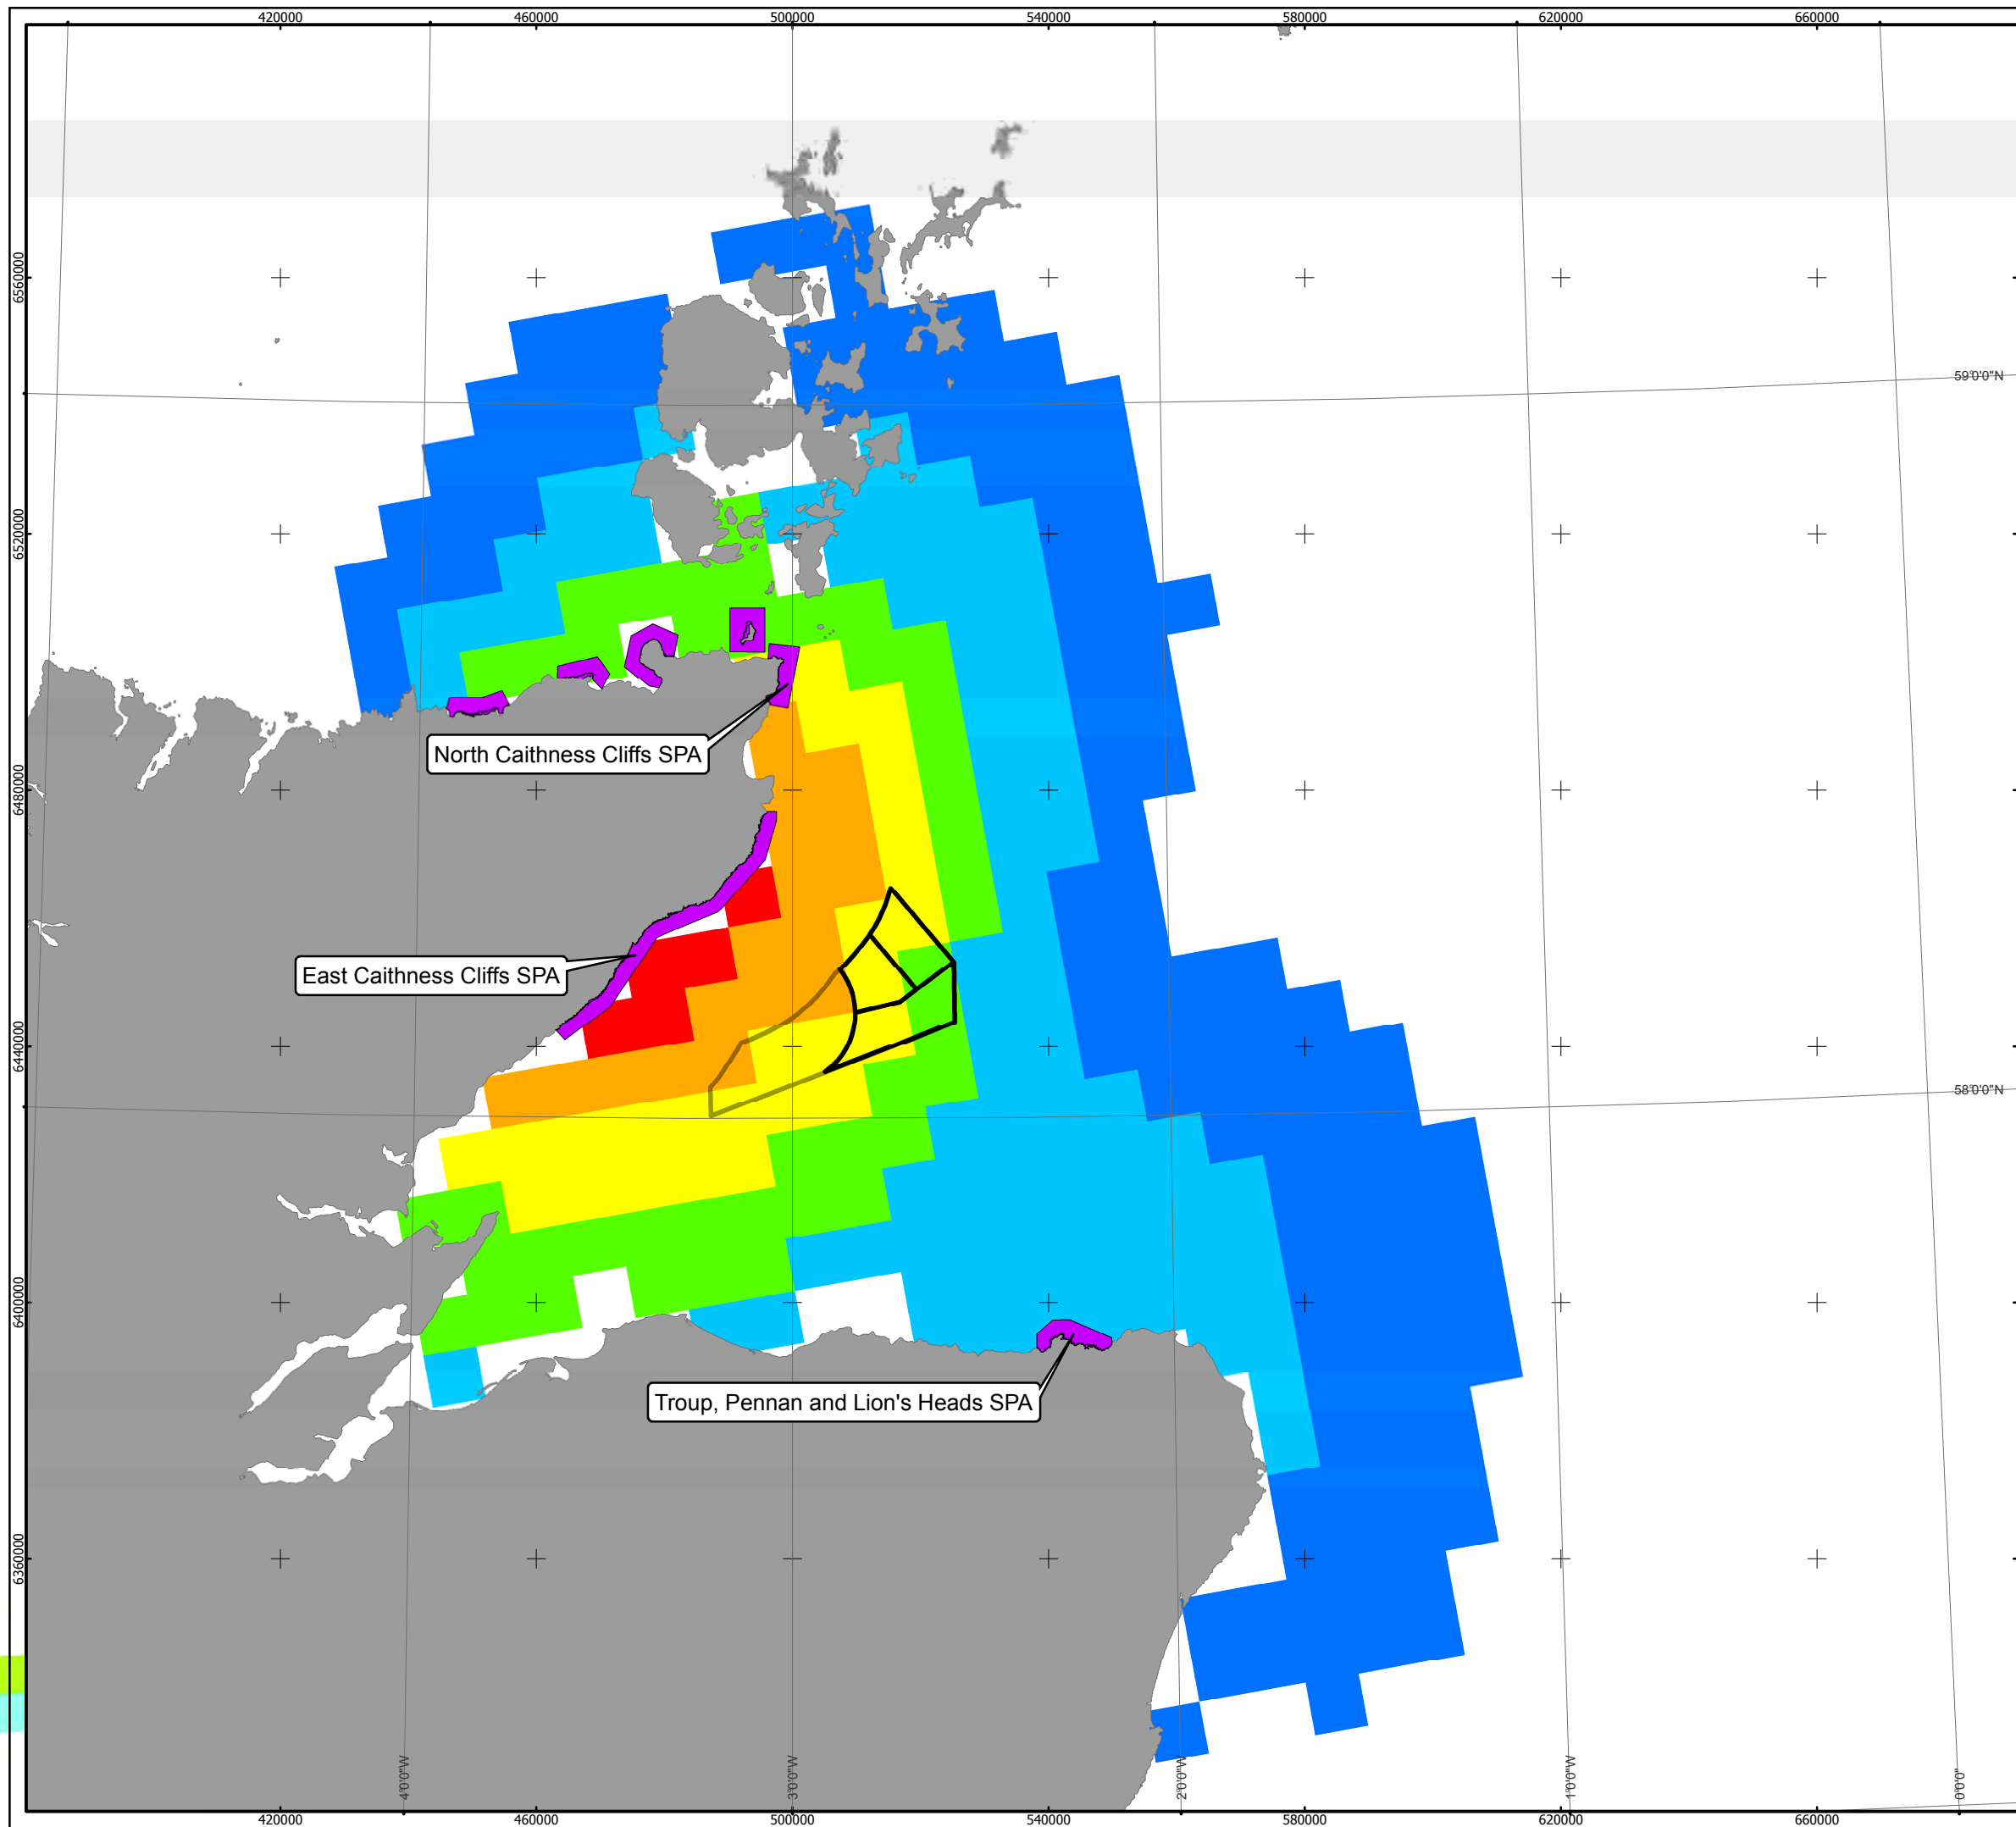 420000 460000 500000 540000 580000 620000 660000
6560000
59°0'0"N
6520000
North Caithness Cliffs SPA
6480000
East Caithness Cliffs SPA
6440000
58°0'0"N
6400000
Troup, Pennan and Lion's Heads SPA
6360000
4°0'0"W 3°0'0"W 2°0'0"W 1°0'0"W 0°0'0"
420000 460000 500000 540000 580000 620000 660000